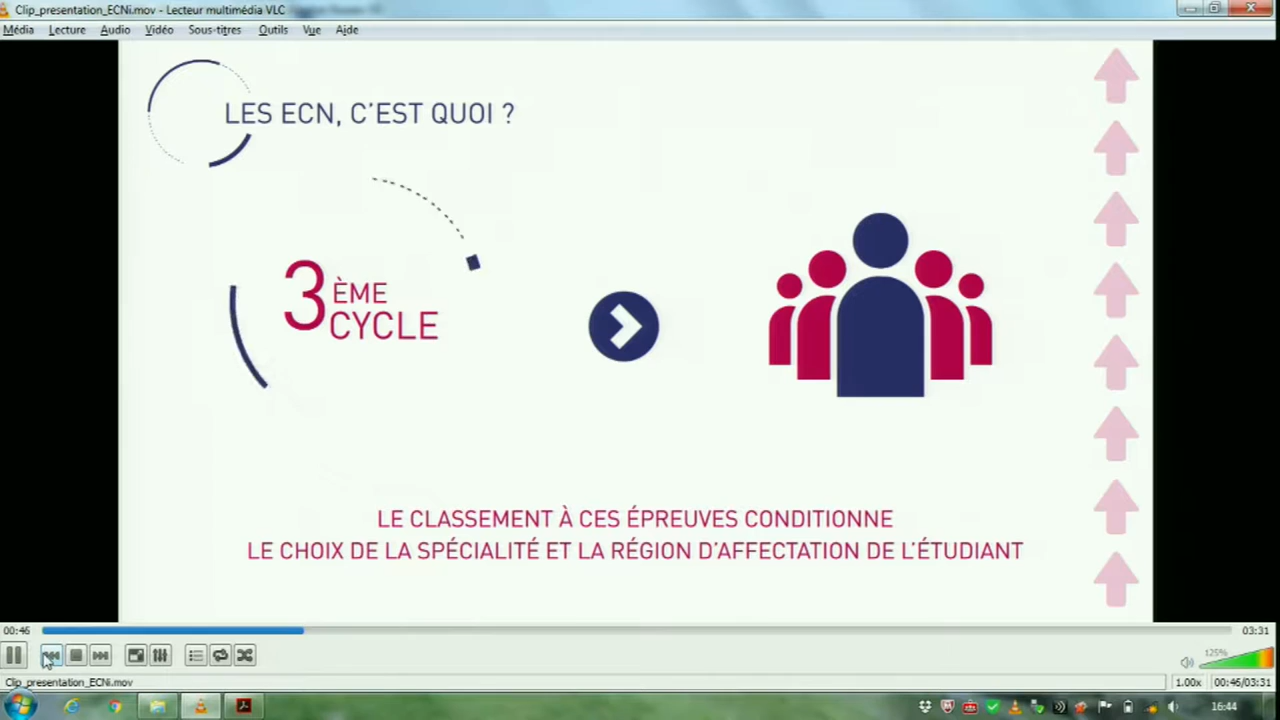 Clip_presentation_ECNi.mov - Lecteur multimédia VLC
Média Lecture Audio Vidéo Sous-titres Outils Vue Aide
LES ECN, C'EST QUOI ?
3ÈME
CYCLE
LE CLASSEMENT À CES ÉPREUVES CONDITIONNE
LE CHOIX DE LA SPÉCIALITÉ ET LA RÉGION D'AFFECTATION DE L'ÉTUDIANT
00:46 03:31
125%
Clip_presentation_ECNi.mov 1.00x 00:46/03:31
16:44